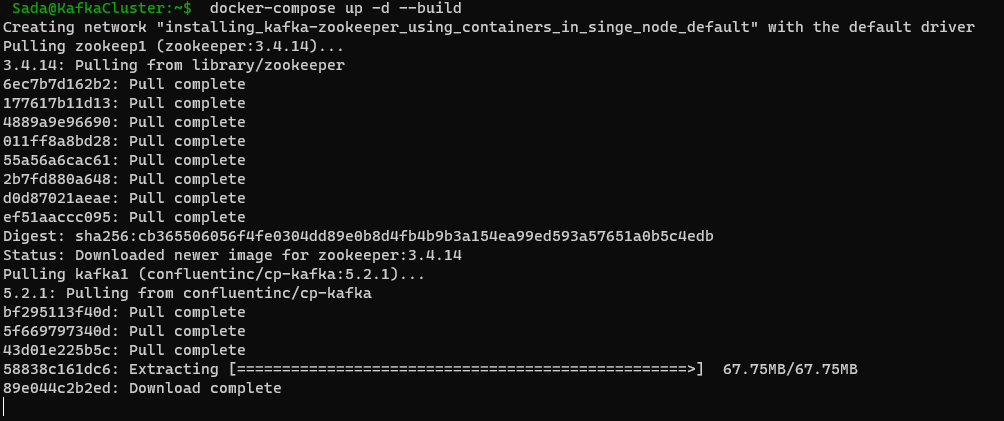 Sada@KafkaCluster:~$ docker-compose up -d --build
Creating network "installing_kafka-zookeeper_using_containers_in_singe_node_default" with the default driver
Pulling zookeep1 (zookeeper:3.4.14)...
3.4.14: Pulling from library/zookeeper
6ec7b7d162b2: Pull complete
177617b11d13: Pull complete
4889a9e96690: Pull complete
011ff8a8bd28: Pull complete
55a56a6cac61: Pull complete
2b7fd880a648: Pull complete
d0d87021aeae: Pull complete
ef51aaccc095: Pull complete
Digest: sha256:cb365506056f4fe0304dd89e0b8d4fb4b9b3a154ea99ed593a57651a0b5c4edb
Status: Downloaded newer image for zookeeper:3.4.14
Pulling kafka1 (confluentinc/cp-kafka:5.2.1)...
5.2.1: Pulling from confluentinc/cp-kafka
bf295113f40d: Pull complete
5f669797340d: Pull complete
43d01e225b5c: Pull complete
58838c161dc6: Extracting [==================================================>]  67.75MB/67.75MB
89e044c2b2ed: Download complete